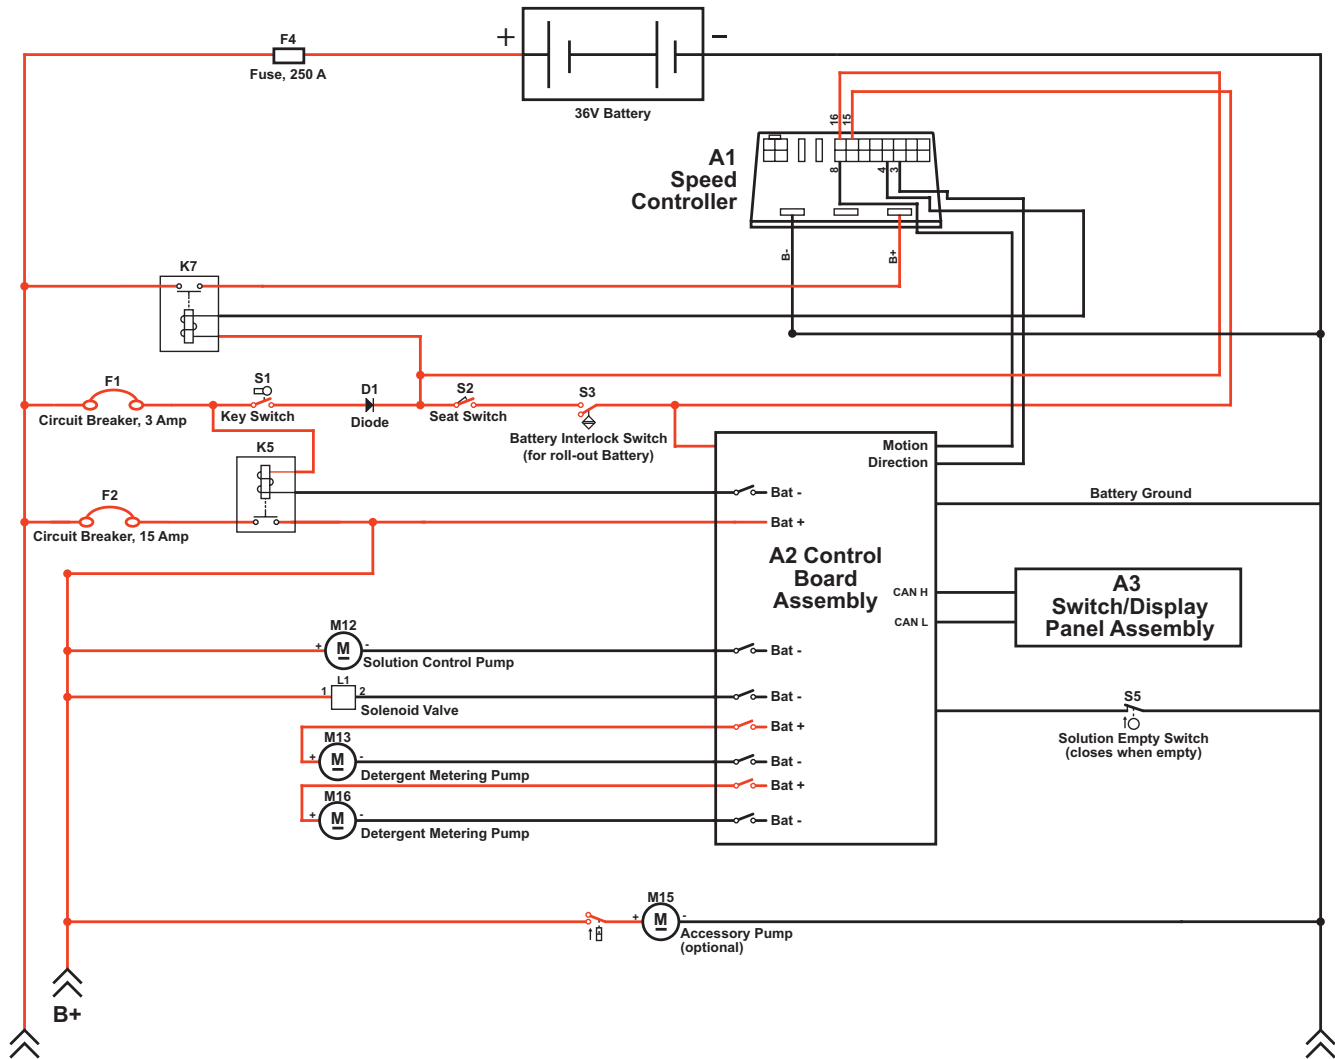 F4
Fuse, 250 A
+
−
36V Battery
16
15
A1
Speed
Controller
8
4
3
B-
B+
K7
F1
Circuit Breaker, 3 Amp
S1
Key Switch
D1
Diode
S2
Seat Switch
S3
Battery Interlock Switch
(for roll-out Battery)
Motion
Direction
K5
F2
Circuit Breaker, 15 Amp
Bat -
Bat +
Battery Ground
A2 Control
Board
Assembly
CAN H
CAN L
A3
Switch/Display
Panel Assembly
M12
+
M
-
Solution Control Pump
Bat -
L1
1
2
Solenoid Valve
Bat -
Bat +
M13
+
M
-
Detergent Metering Pump
Bat -
Bat +
M16
+
M
-
Detergent Metering Pump
Bat -
S5
Solution Empty Switch
(closes when empty)
M15
+
M
-
Accessory Pump
(optional)
B+